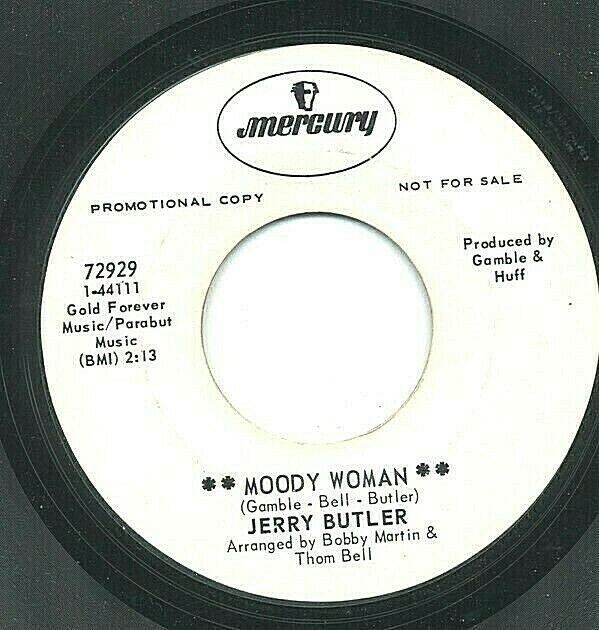 mercury
PROMOTIONAL COPY
NOT FOR SALE
72929
1-44111
Gold Forever
Music/Parabut
Music
(BMI) 2:13
Produced by
Gamble &
Huff
** MOODY WOMAN **
(Gamble - Bell - Butler)
JERRY BUTLER
Arranged by Bobby Martin &
Thom Bell